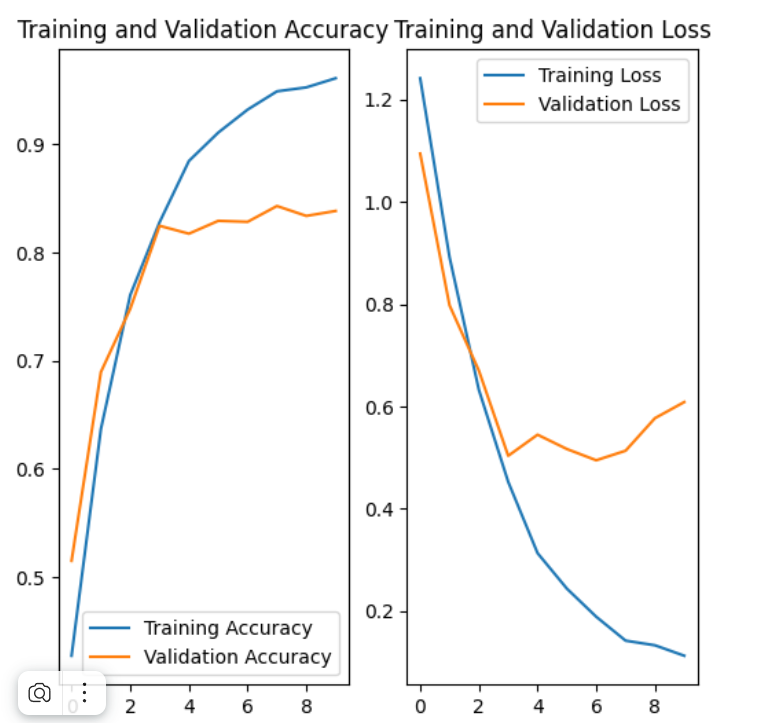 Training and Validation Accuracy
0.9
0.8
0.7
0.6
0.5
Training Accuracy
Validation Accuracy
0 2 4 6 8
Training and Validation Loss
Training Loss
Validation Loss
1.2
1.0
0.8
0.6
0.4
0.2
0 2 4 6 8